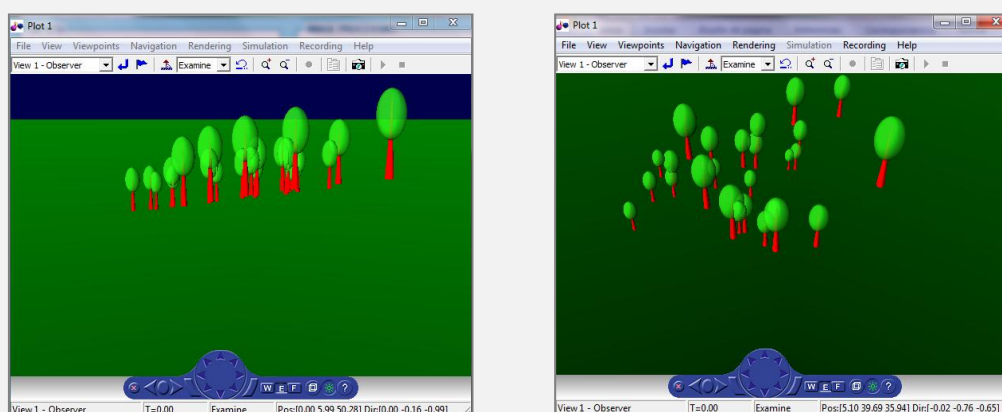 Plot 1
File View Viewpoints Navigation Rendering Simulation Recording Help
View 1 - Observer Examine
W E F ?
View 1 - Observer T=0.00 Examine Pos:[0.00 5.99 50.28] Dir:[0.00 -0.16 -0.99]
Plot 1
File View Viewpoints Navigation Rendering Simulation Recording Help
View 1 - Observer Examine
W E F ?
View 1 - Observer T=0.00 Examine Pos:[5.10 39.69 35.94] Dir:[-0.02 -0.76 -0.65]